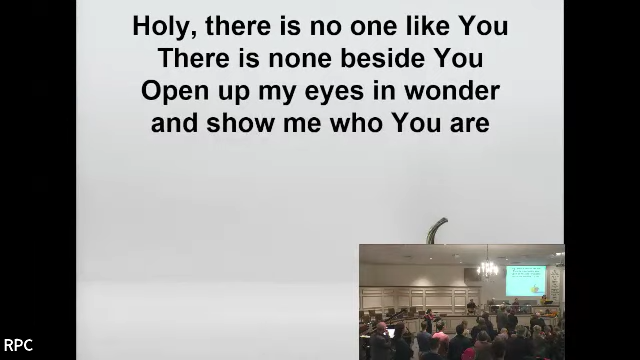 Holy, there is no one like You
There is none beside You
Open up my eyes in wonder
and show me who You are
RPC